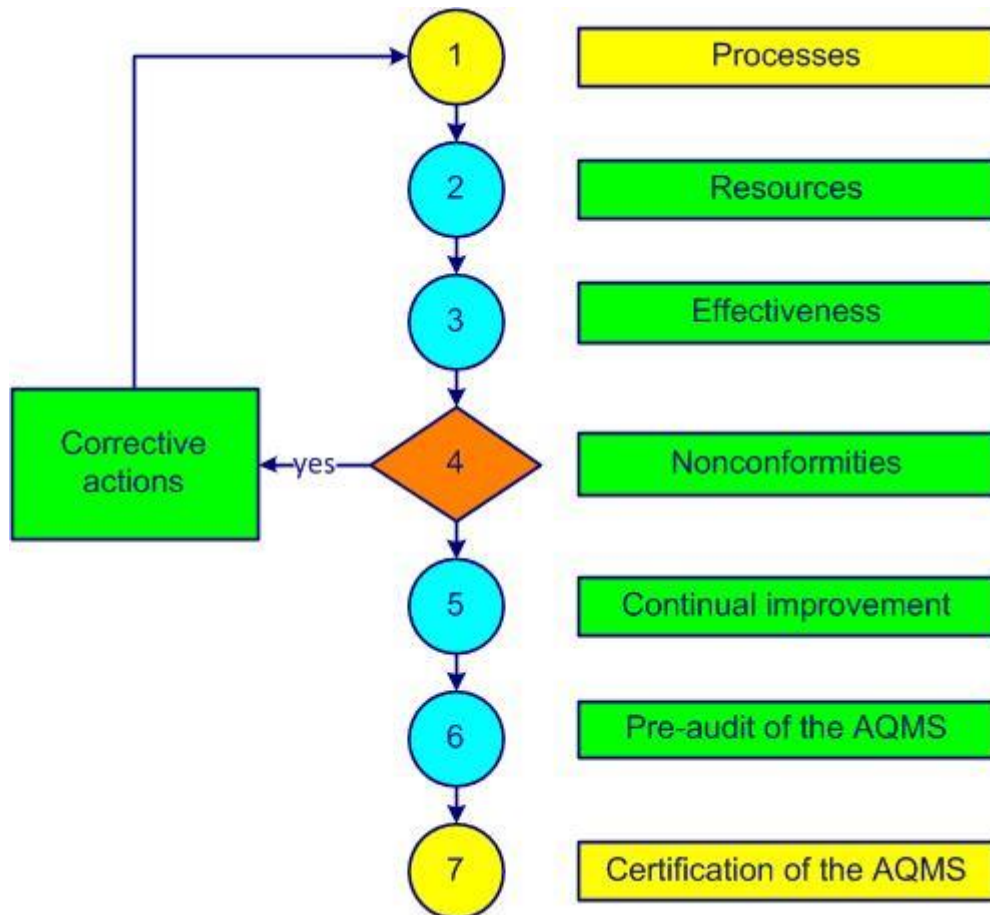 1
Processes
2
Resources
3
Effectiveness
Corrective
actions
yes
4
Nonconformities
5
Continual improvement
6
Pre-audit of the AQMS
7
Certification of the AQMS